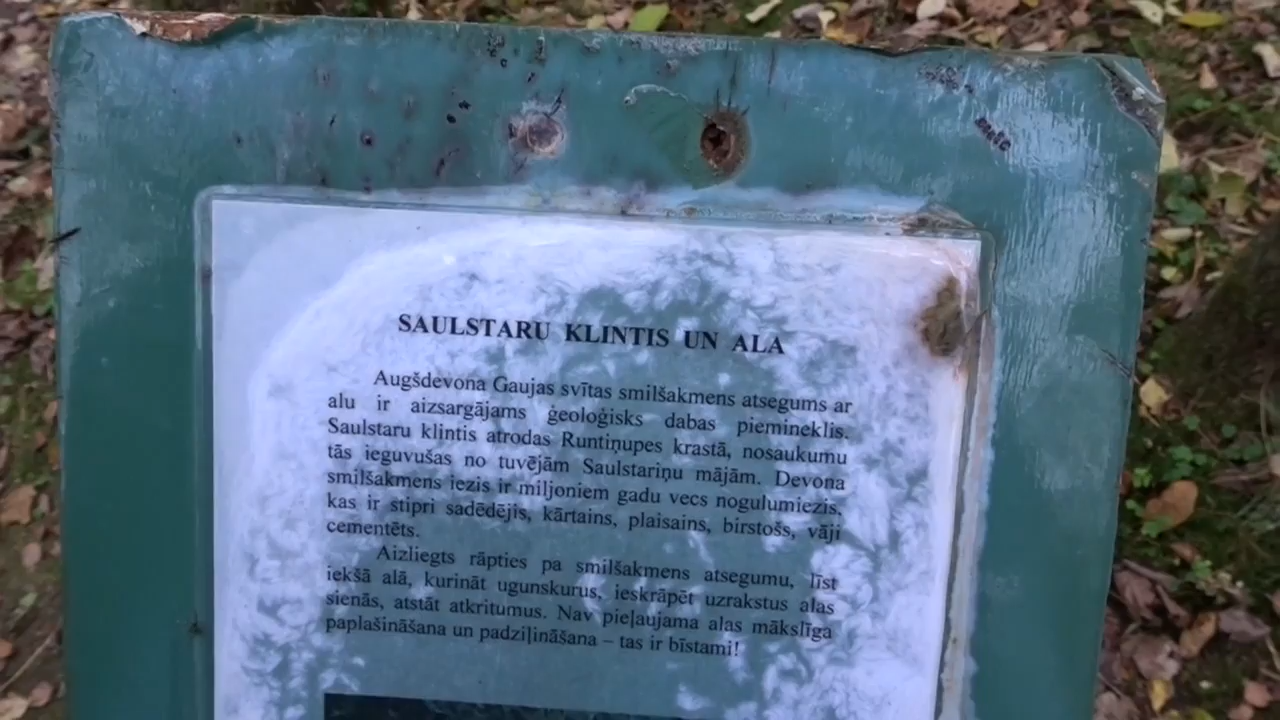 SAULSTARU KLINTIS UN ALA
Augšdevona Gaujas svītas smilšakmens atsegums ar
alu ir aizsargājams ģeoloģisks dabas piemineklis.
Saulstaru klintis atrodas Runtiņupes krastā, nosaukumu
tās ieguvušas no tuvējām Saulstariņu mājām. Devona
smilšakmens iezis ir miljoniem gadu vecs nogulumiezis,
kas ir stipri sadēdējis, kārtains, plaisains, birstošs, vāji
cementēts.
Aizliegts rāpties pa smilšakmens atsegumu, līst
iekšā alā, kurināt ugunskurus, ieskrāpēt uzrakstus alas
sienās, atstāt atkritumus. Nav pieļaujama alas mākslīga
paplašināšana un padziļināšana – tas ir bīstami!